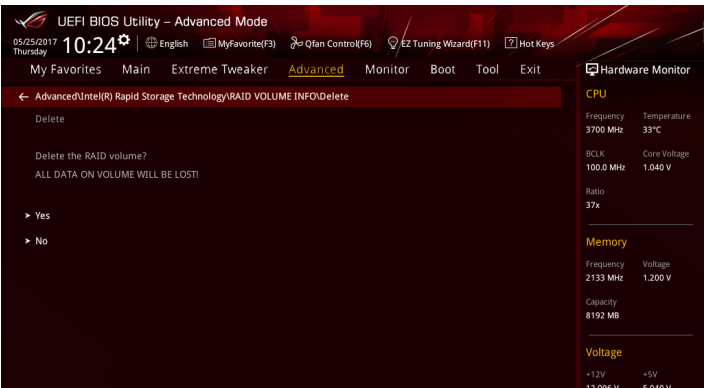 UEFI BIOS Utility – Advanced Mode
05/25/2017 Thursday 10:24 English MyFavorite(F3) Qfan Control(F6) EZ Tuning Wizard(F11) ? Hot Keys
My Favorites Main Extreme Tweaker Advanced Monitor Boot Tool Exit
Hardware Monitor
← Advanced\Intel(R) Rapid Storage Technology\RAID VOLUME INFO\Delete
Delete
Delete the RAID volume?
ALL DATA ON VOLUME WILL BE LOST!
> Yes
> No
CPU
Frequency Temperature
3700 MHz 33°C
BCLK Core Voltage
100.0 MHz 1.040 V
Ratio
37x
Memory
Frequency Voltage
2133 MHz 1.200 V
Capacity
8192 MB
Voltage
+12V +5V